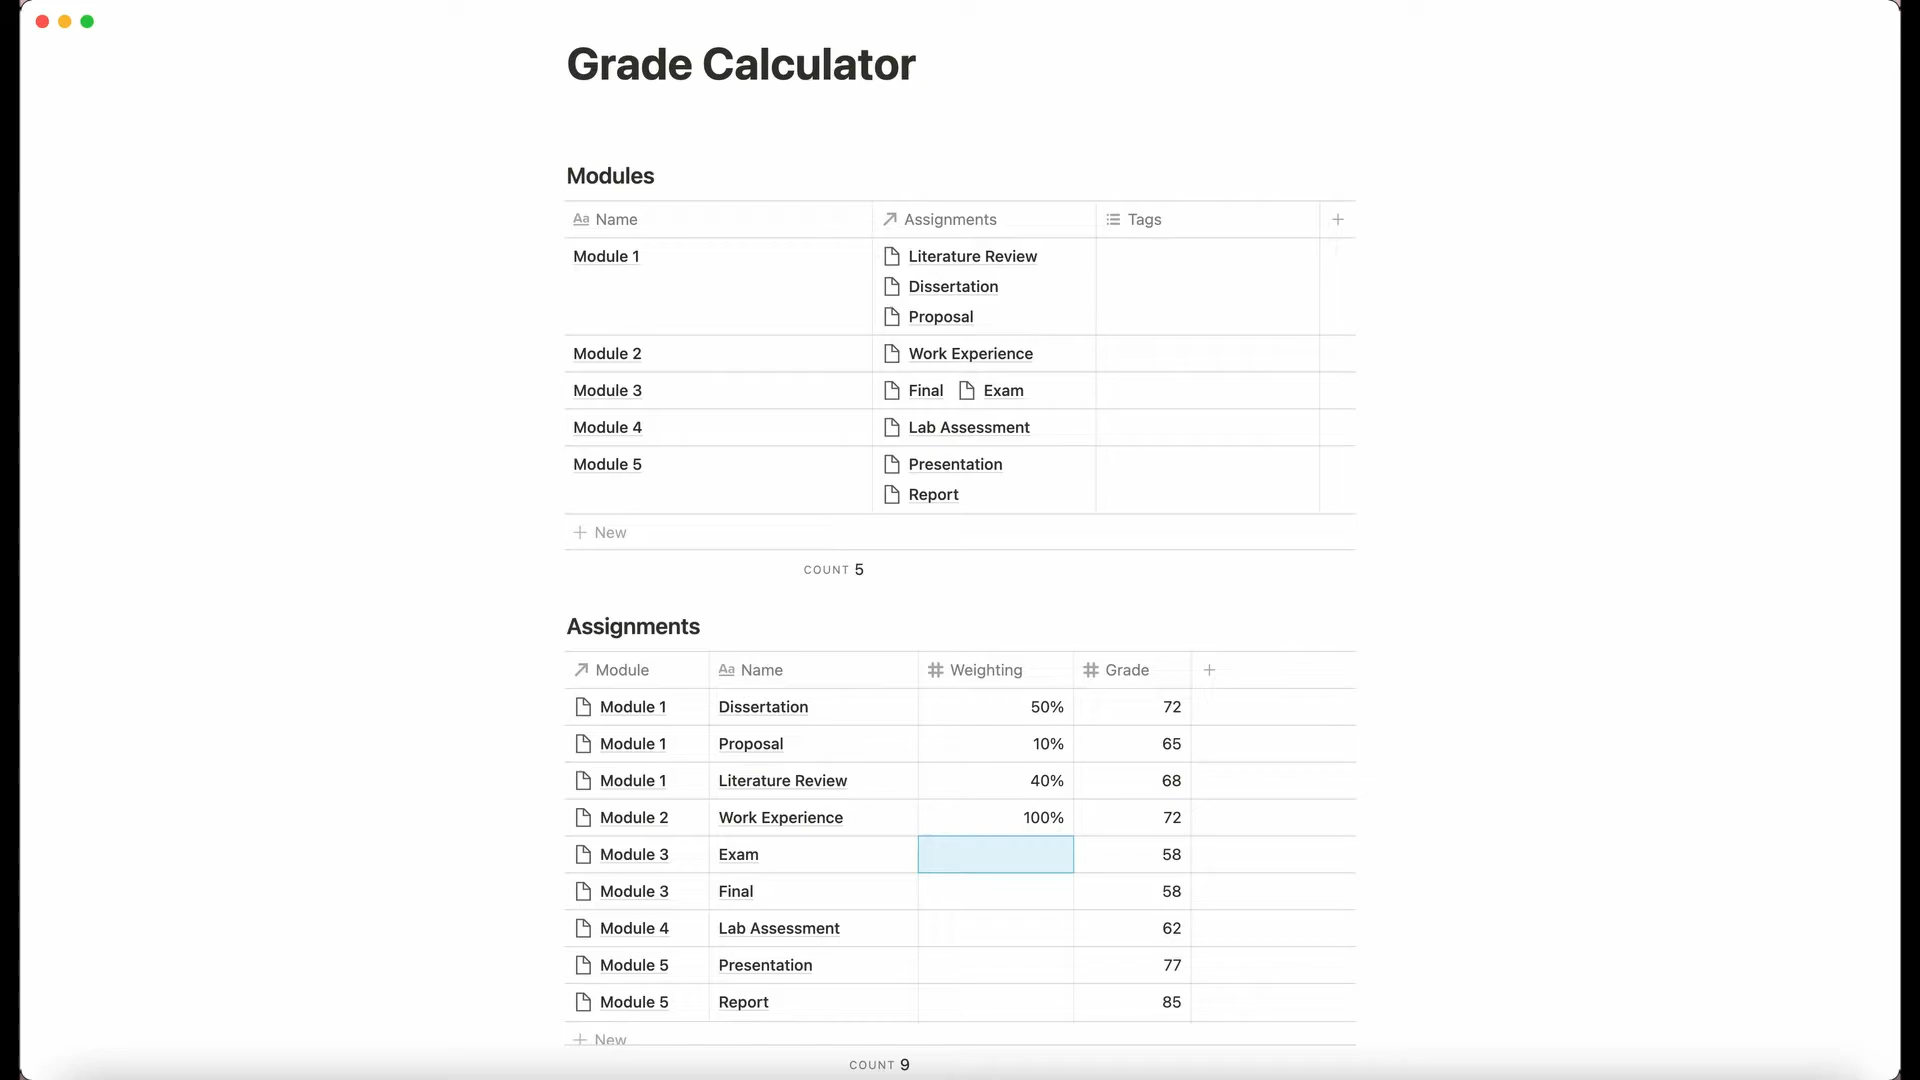 Grade Calculator
Modules
Aa Name Assignments Tags
Module 1 Literature Review
Dissertation
Proposal
Module 2 Work Experience
Module 3 Final Exam
Module 4 Lab Assessment
Module 5 Presentation
Report
+ New
COUNT 5
Assignments
Module Aa Name # Weighting # Grade
Module 1 Dissertation 50% 72
Module 1 Proposal 10% 65
Module 1 Literature Review 40% 68
Module 2 Work Experience 100% 72
Module 3 Exam 58
Module 3 Final 58
Module 4 Lab Assessment 62
Module 5 Presentation 77
Module 5 Report 85
+ New
COUNT 9